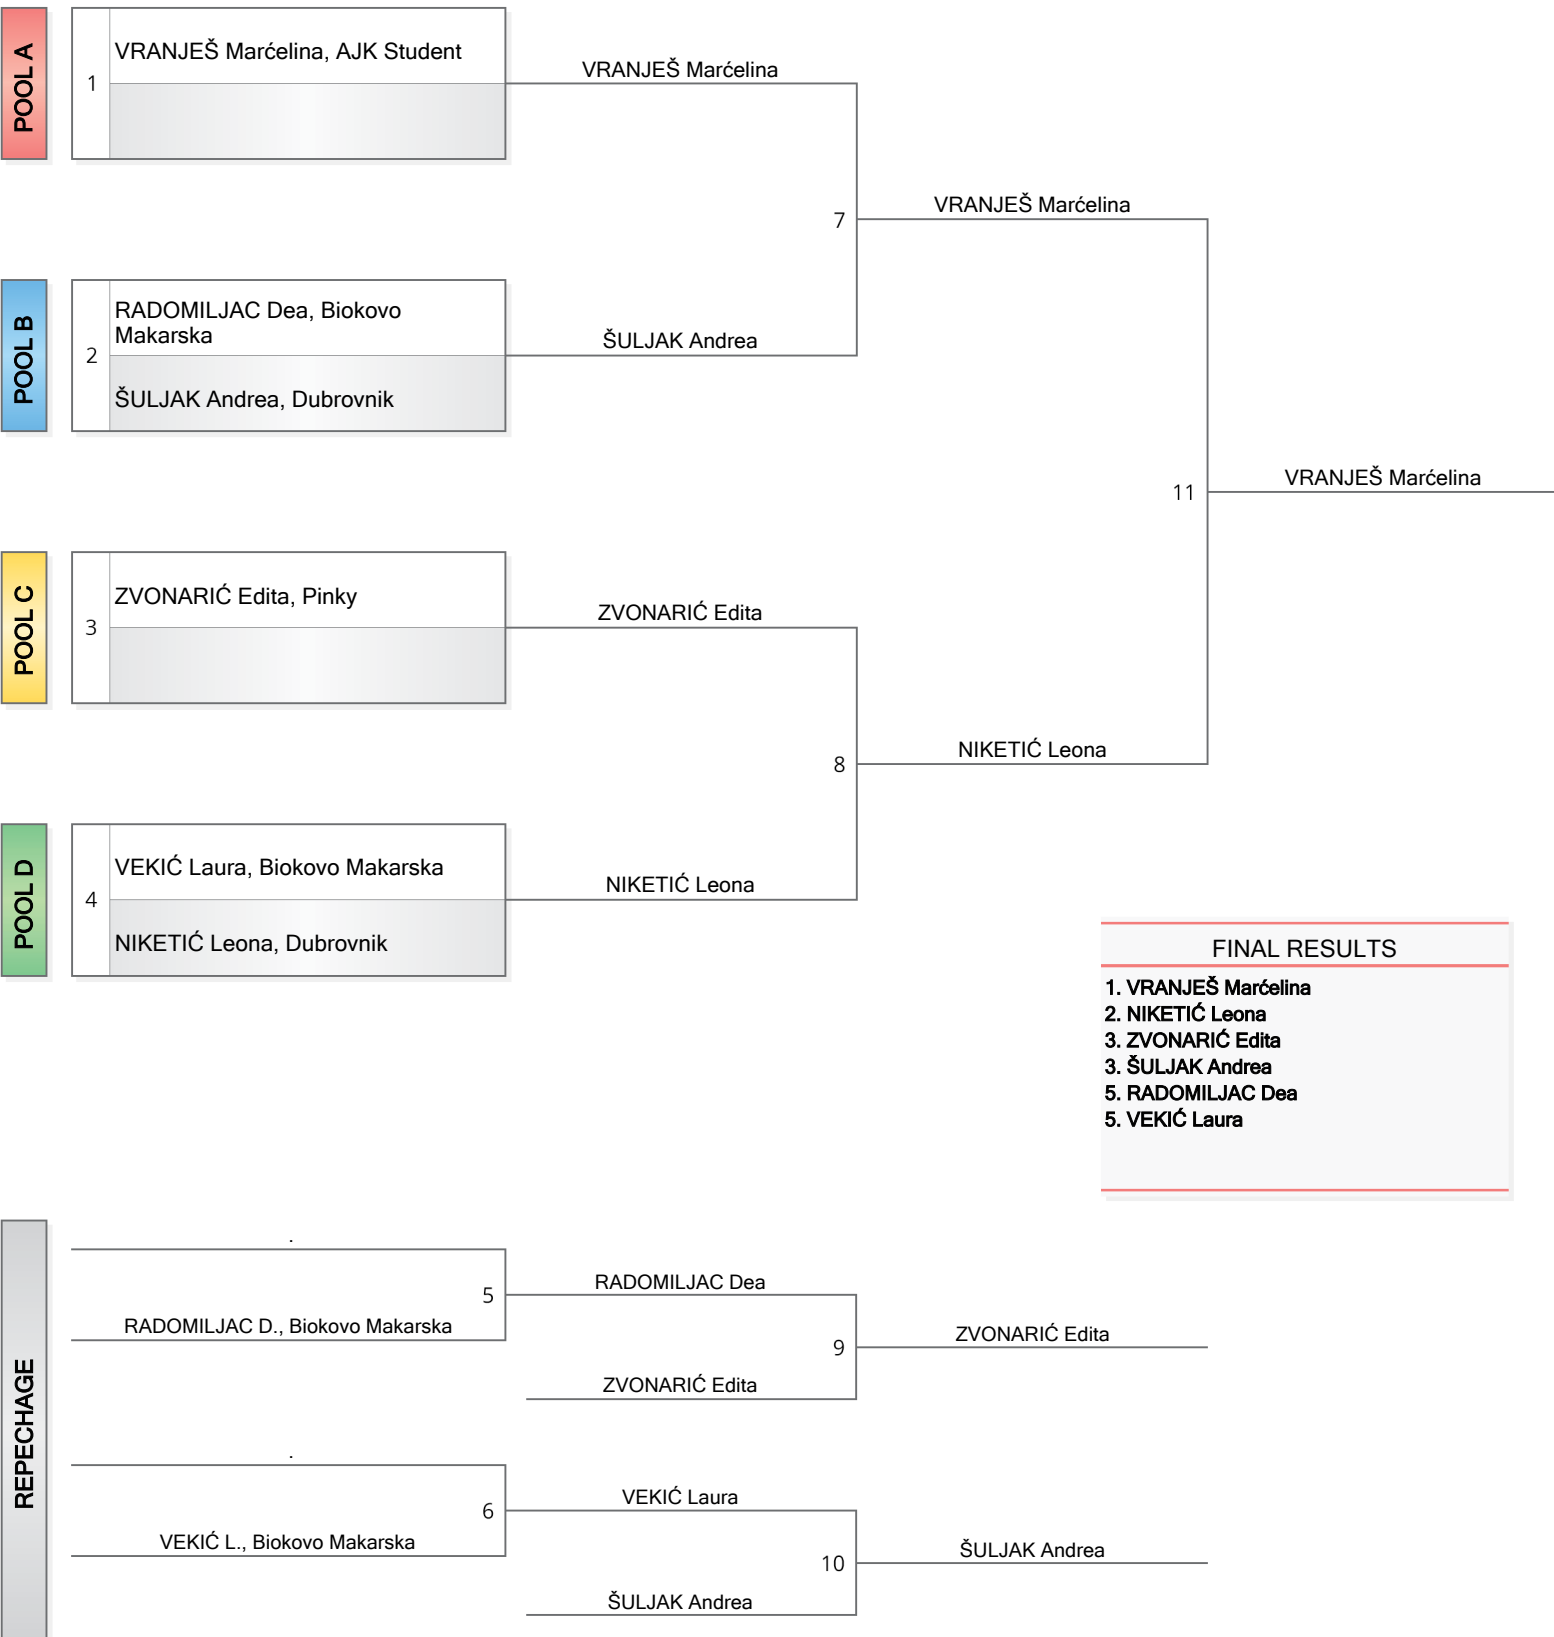 POOL A
1
VRANJEŠ Marćelina, AJK Student
VRANJEŠ Marćelina
7
VRANJEŠ Marćelina
POOL B
2
RADOMILJAC Dea, Biokovo
Makarska
ŠULJAK Andrea, Dubrovnik
ŠULJAK Andrea
11
VRANJEŠ Marćelina
POOL C
3
ZVONARIĆ Edita, Pinky
ZVONARIĆ Edita
8
NIKETIĆ Leona
POOL D
4
VEKIĆ Laura, Biokovo Makarska
NIKETIĆ Leona, Dubrovnik
NIKETIĆ Leona
FINAL RESULTS
1. VRANJEŠ Marćelina
2. NIKETIĆ Leona
3. ZVONARIĆ Edita
3. ŠULJAK Andrea
5. RADOMILJAC Dea
5. VEKIĆ Laura
REPECHAGE
.
5
RADOMILJAC D., Biokovo Makarska
RADOMILJAC Dea
9
ZVONARIĆ Edita
ZVONARIĆ Edita
.
6
VEKIĆ L., Biokovo Makarska
VEKIĆ Laura
10
ŠULJAK Andrea
ŠULJAK Andrea